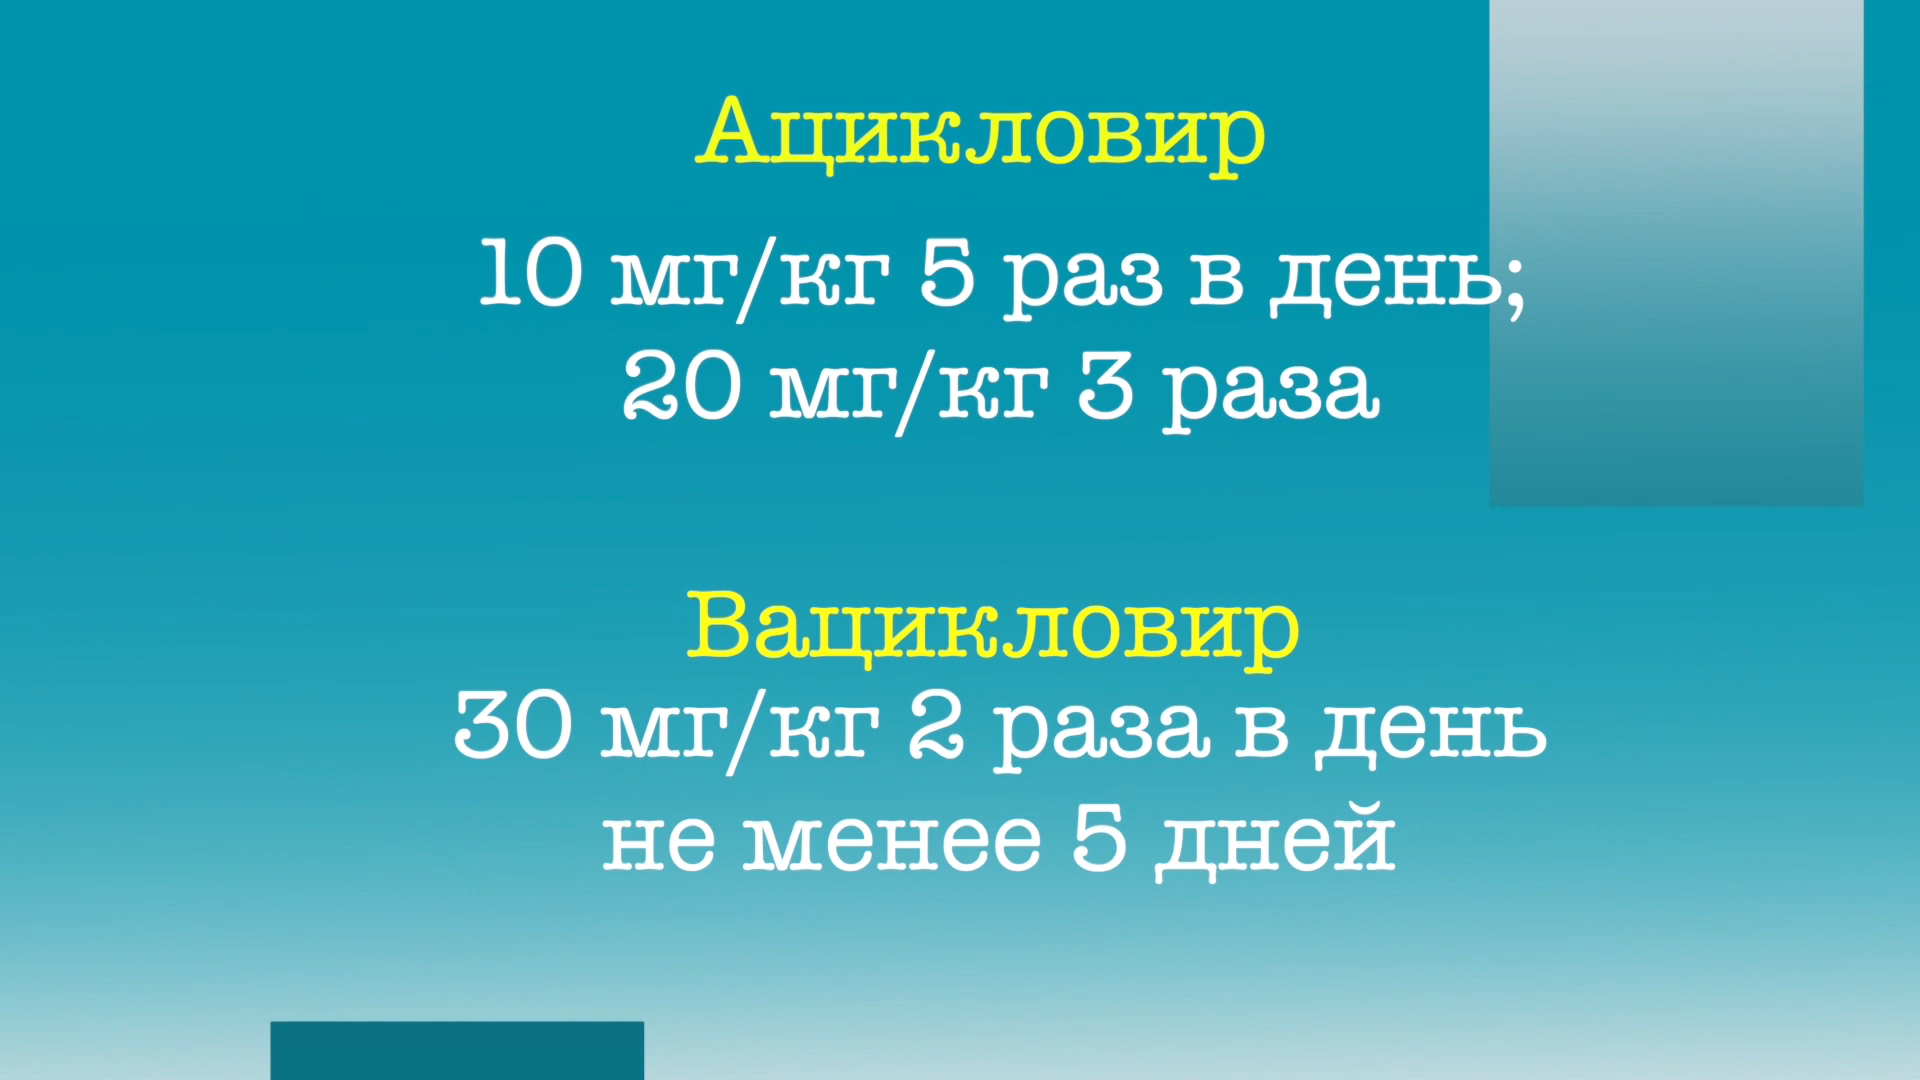 Ацикловир
10 мг/кг 5 раз в день;
20 мг/кг 3 раза
Вацикловир
30 мг/кг 2 раза в день
не менее 5 дней